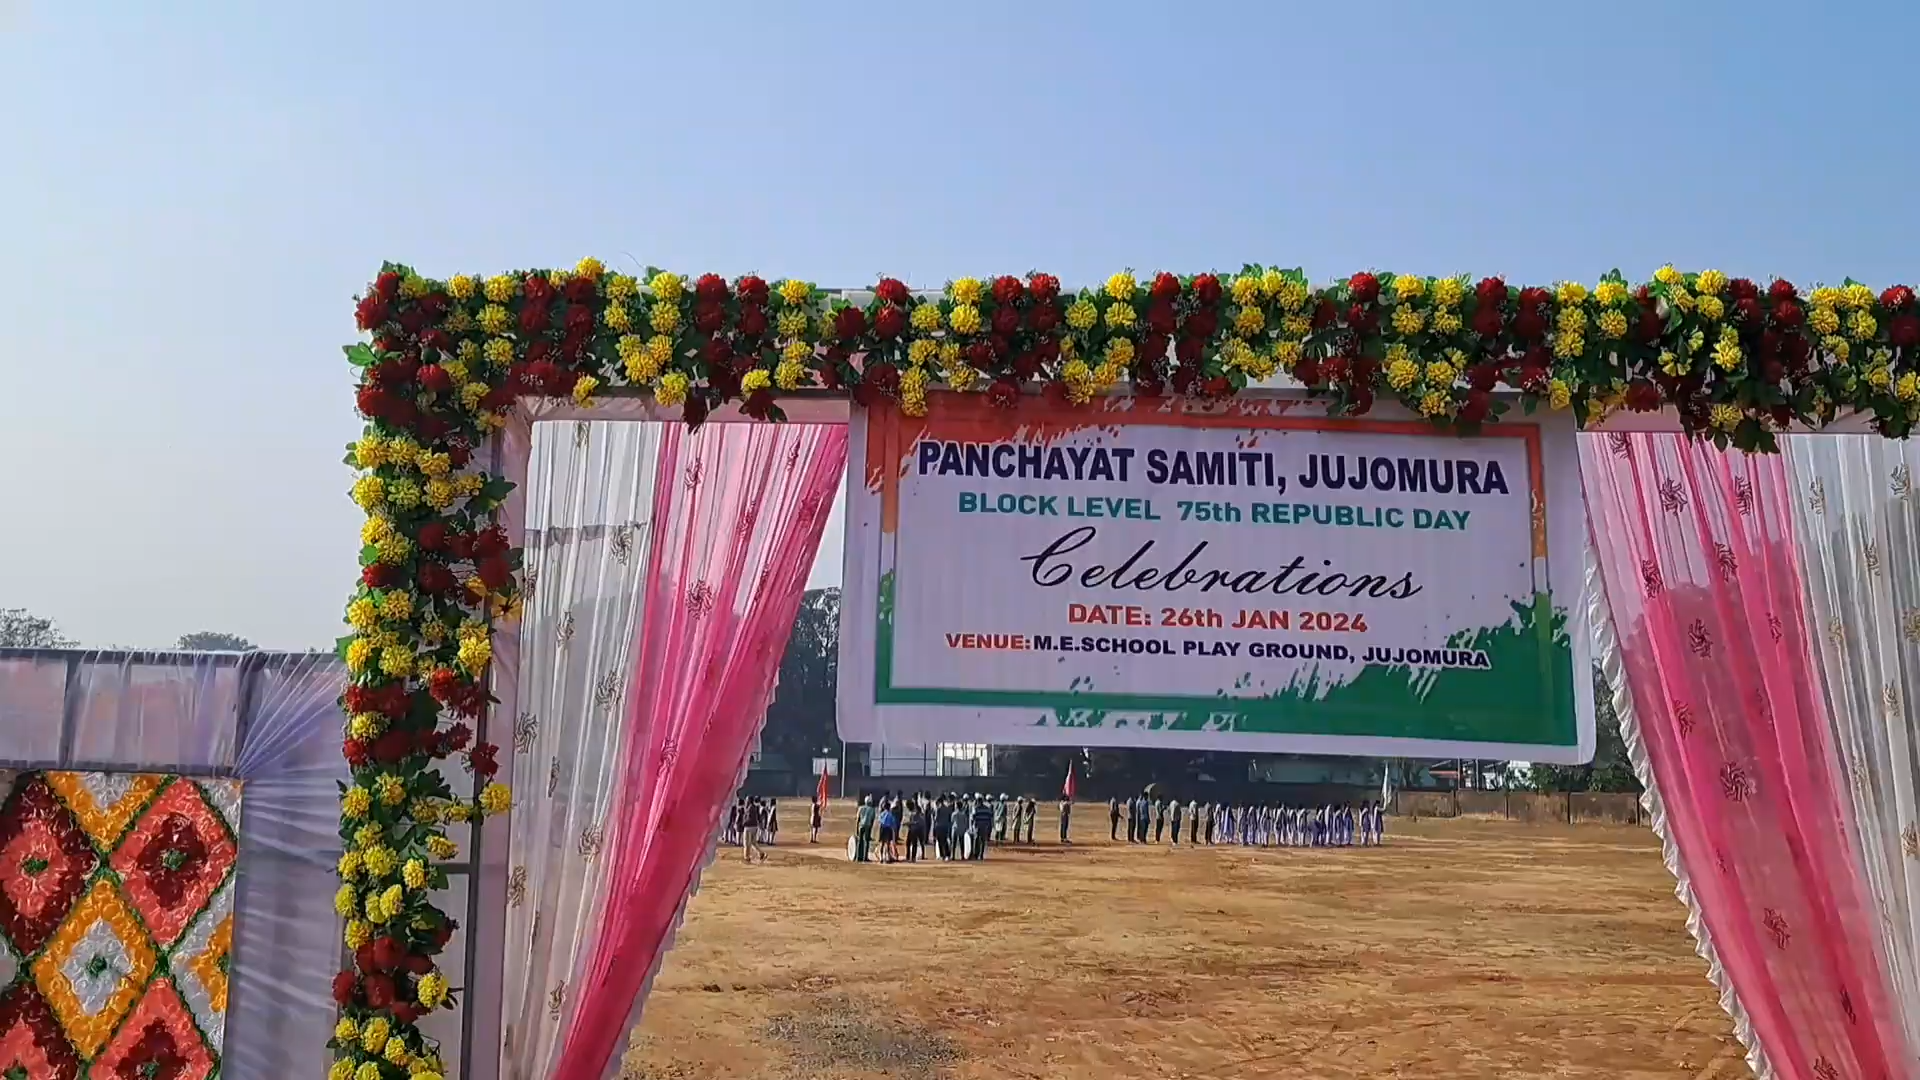 PANCHAYAT SAMITI, JUJOMURA
BLOCK LEVEL 75th REPUBLIC DAY
Celebrations
DATE: 26th JAN 2024
VENUE: M.E.SCHOOL PLAY GROUND, JUJOMURA